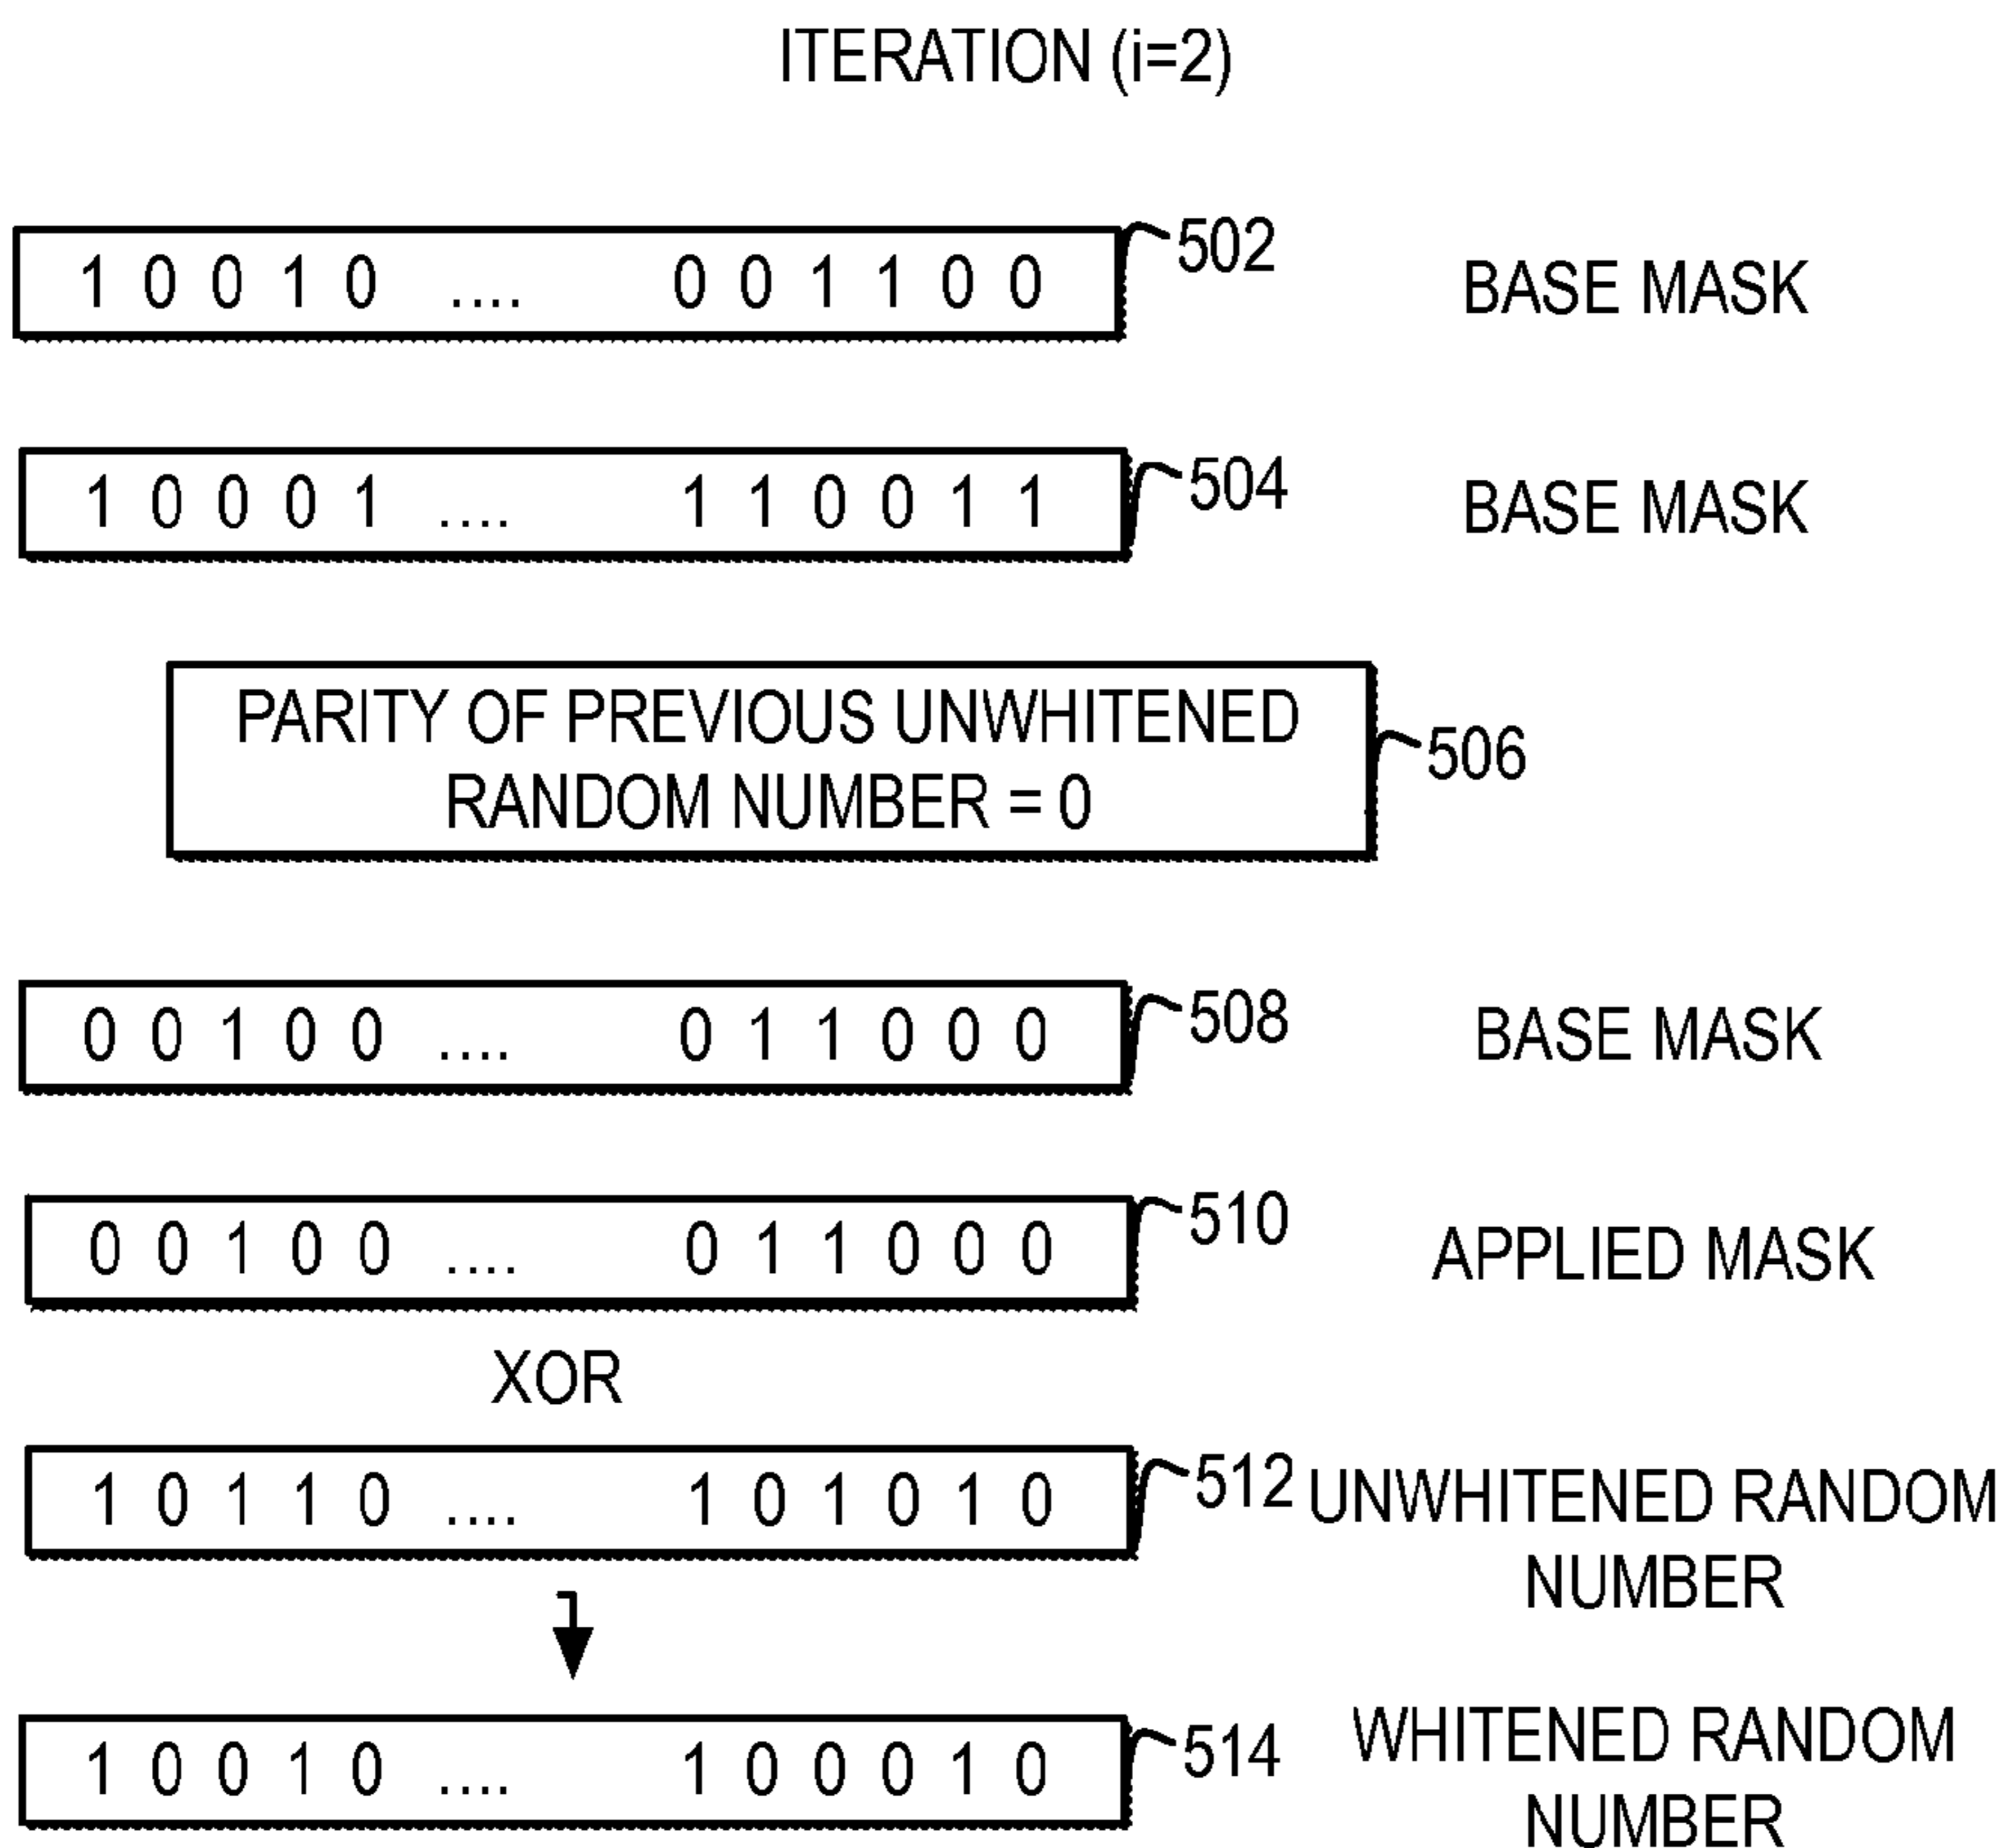 ITERATION (i=2)
1 0 0 1 0 .... 0 0 1 1 0 0 502 BASE MASK
1 0 0 0 1 .... 1 1 0 0 1 1 504 BASE MASK
PARITY OF PREVIOUS UNWHITENED
RANDOM NUMBER = 0 506
0 0 1 0 0 .... 0 1 1 0 0 0 508 BASE MASK
0 0 1 0 0 .... 0 1 1 0 0 0 510 APPLIED MASK
XOR
1 0 1 1 0 .... 1 0 1 0 1 0 512 UNWHITENED RANDOM
NUMBER
1 0 0 1 0 .... 1 0 0 0 1 0 514 WHITENED RANDOM
NUMBER